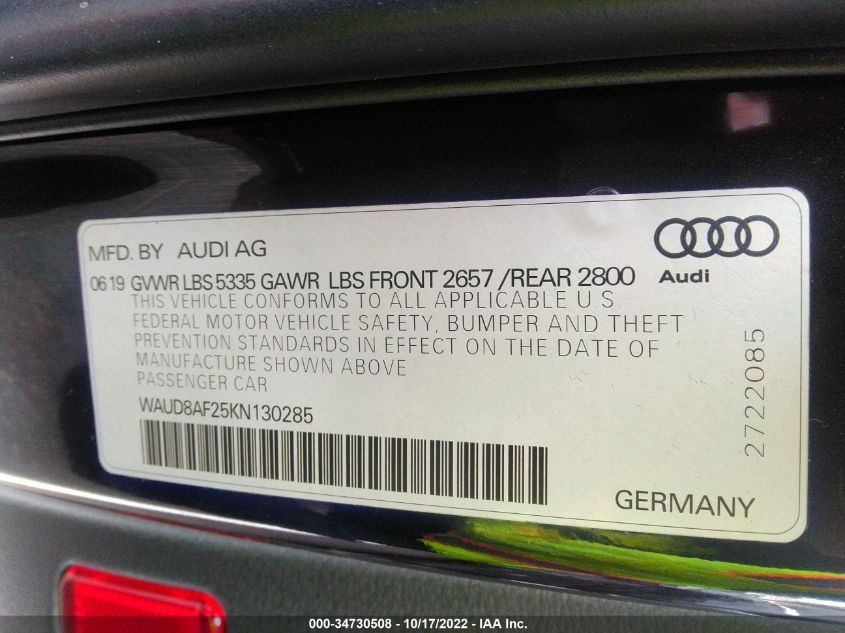 MFD. BY AUDI AG
Audi
06 19 GVWR LBS 5335 GAWR LBS FRONT 2657 /REAR 2800
THIS VEHICLE CONFORMS TO ALL APPLICABLE U.S.
FEDERAL MOTOR VEHICLE SAFETY, BUMPER AND THEFT
PREVENTION STANDARDS IN EFFECT ON THE DATE OF
MANUFACTURE SHOWN ABOVE
PASSENGER CAR
WAUD8AF25KN130285
2722085
GERMANY
000-34730508 - 10/17/2022 - IAA Inc.